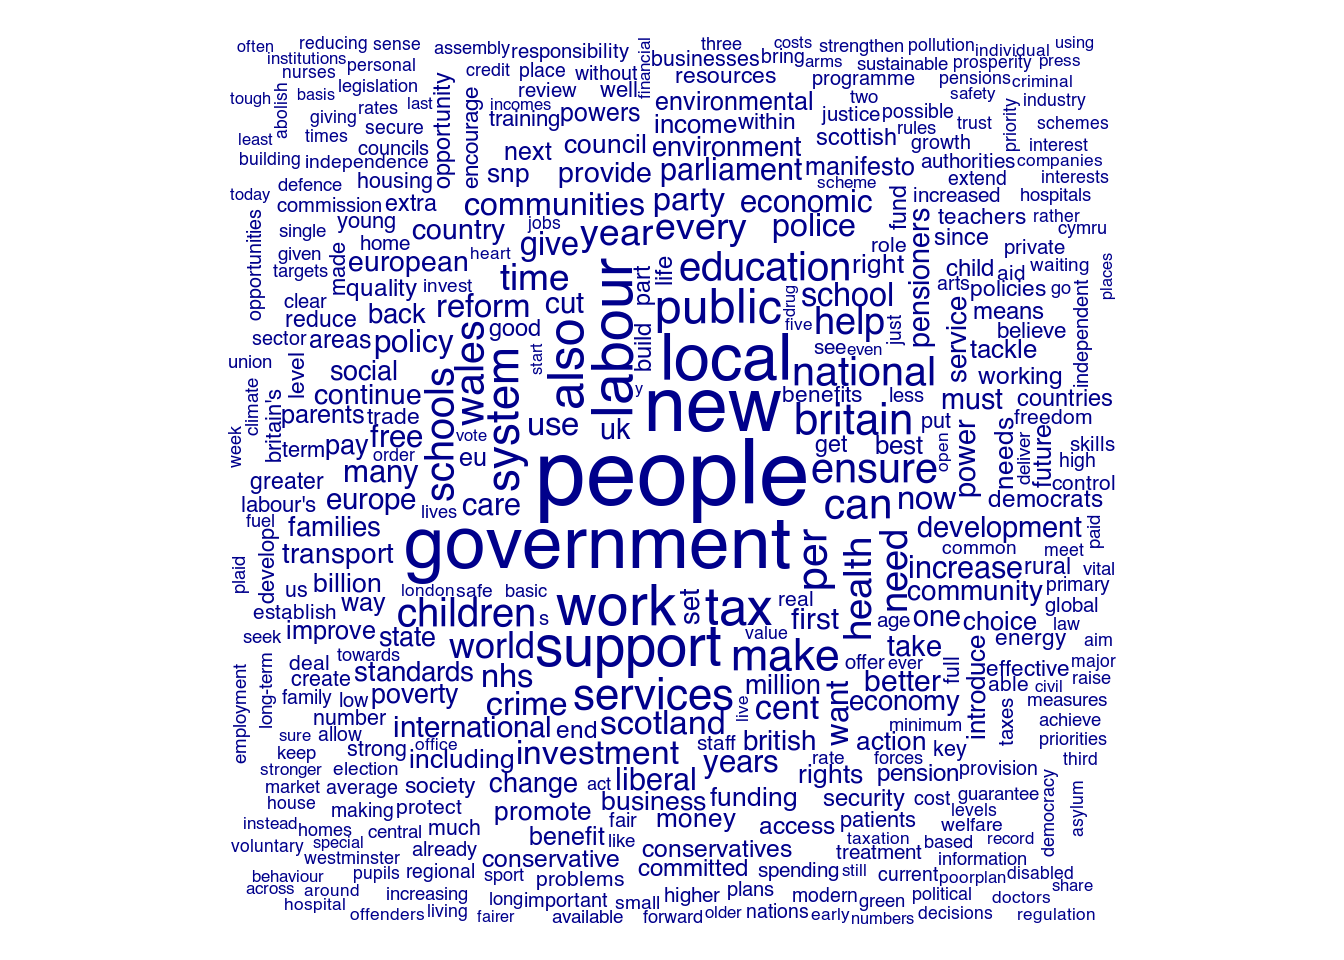 often reducing sense assembly responsibility three costs strengthen pollution individual using
institutions nurses personal credit place without financial businesses bring arms sustainable prosperity press
tough abolish basis legislation review well resources programme pensions criminal
giving rates last opportunity encourage incomes training powers environmental two safety priority industry
least times secure income within justice possible rules trust schemes
building independence councils next council environment scottish growth interest
today defence housing snp provide parliament manifesto authorities companies
commission extra communities party economic scheme extend interests
opportunities single young country jobs year every police fund increased hospitals
given home heart give role pensioners teachers rather cymru
targets made european time life education right since private places
quality invest part public drug child aid waiting
clear reform cut labour school arts policies go independent
reduce back good also build five help just service means
sector areas policy wales start local see even believe
union level social system national tackle
climate continue schools y new benefits less working
week britain's parents trade vote use uk britain put must countries
term pay free order get best open power needs freedom skills
greater many eu people ensure deliver future high
labour's europe lives care can now democrats control
fuel families government development paid
plaid develop transport per health need common meet
us billion london safe basic increase rural vital
establish way children s work set tax real community primary
seek improve state world first age one choice global
towards support value take introduce energy law aim
employment long-term deal standards nhs make offer ever full effective major
create poverty services million want better able civil raise
family low crime live cent economy taxes measures
number international end scotland minimum achieve
sure allow office staff british action key priorities
keep strong including investment years rate forces third
stronger election change act liberal rights pension provision
market average society business funding security cost guarantee democracy asylum
house making protect promote fair money access patients levels
instead homes central much benefit like taxation based welfare record
voluntary special already conservative conservatives treatment information
westminster regional committed spending still current poor plan disabled
behaviour pupils sport problems share
across around increasing long important small higher plans modern green political doctors
hospital offenders living fairer available forward older nations early numbers decisions regulation